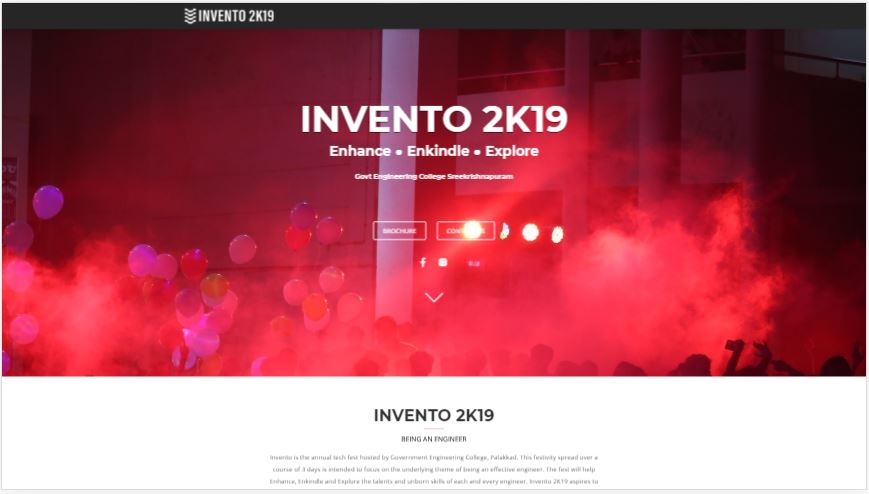 INVENTO 2K19
INVENTO 2K19
Enhance • Enkindle • Explore
Govt Engineering College Sreekrishnapuram
BROCHURE
INVENTO 2K19
BEING AN ENGINEER
Invento is the annual tech fest hosted by Government Engineering College, Palakkad. This festivity spread over a
course of 3 days is intended to focus on the underlying theme of being an effective engineer. The fest will help
Enhance, Enkindle and Explore the talents and unborn skills of each and every engineer. Invento 2K19 aspires to